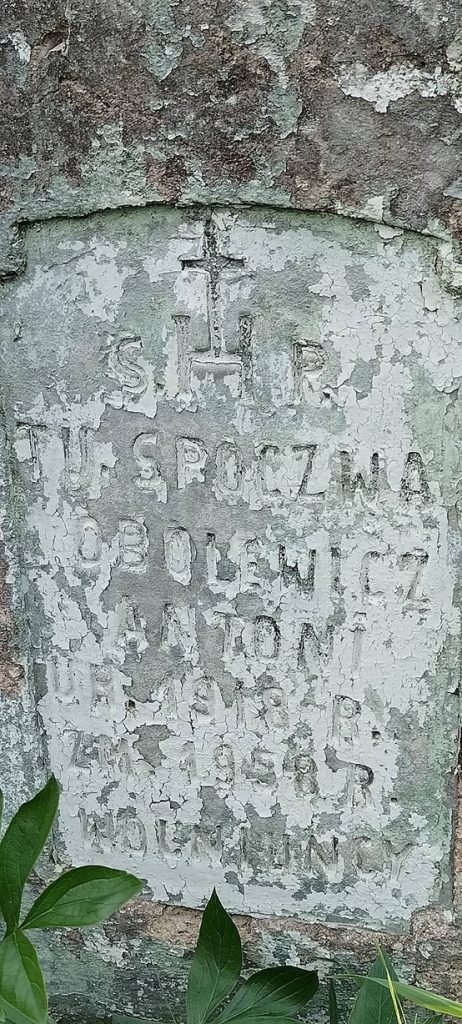 S. H R.
TU. SPOCZWA
OBOLEWICZ
ANTONI
UR. 1918 R.
ZM. 1958. R.